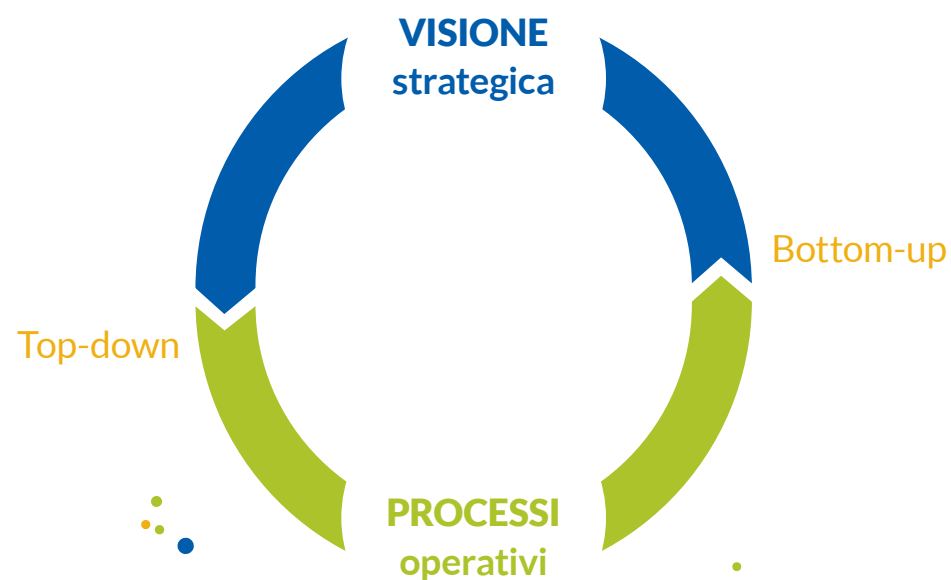 VISIONE
strategica
Bottom-up
Top-down
PROCESSI
operativi